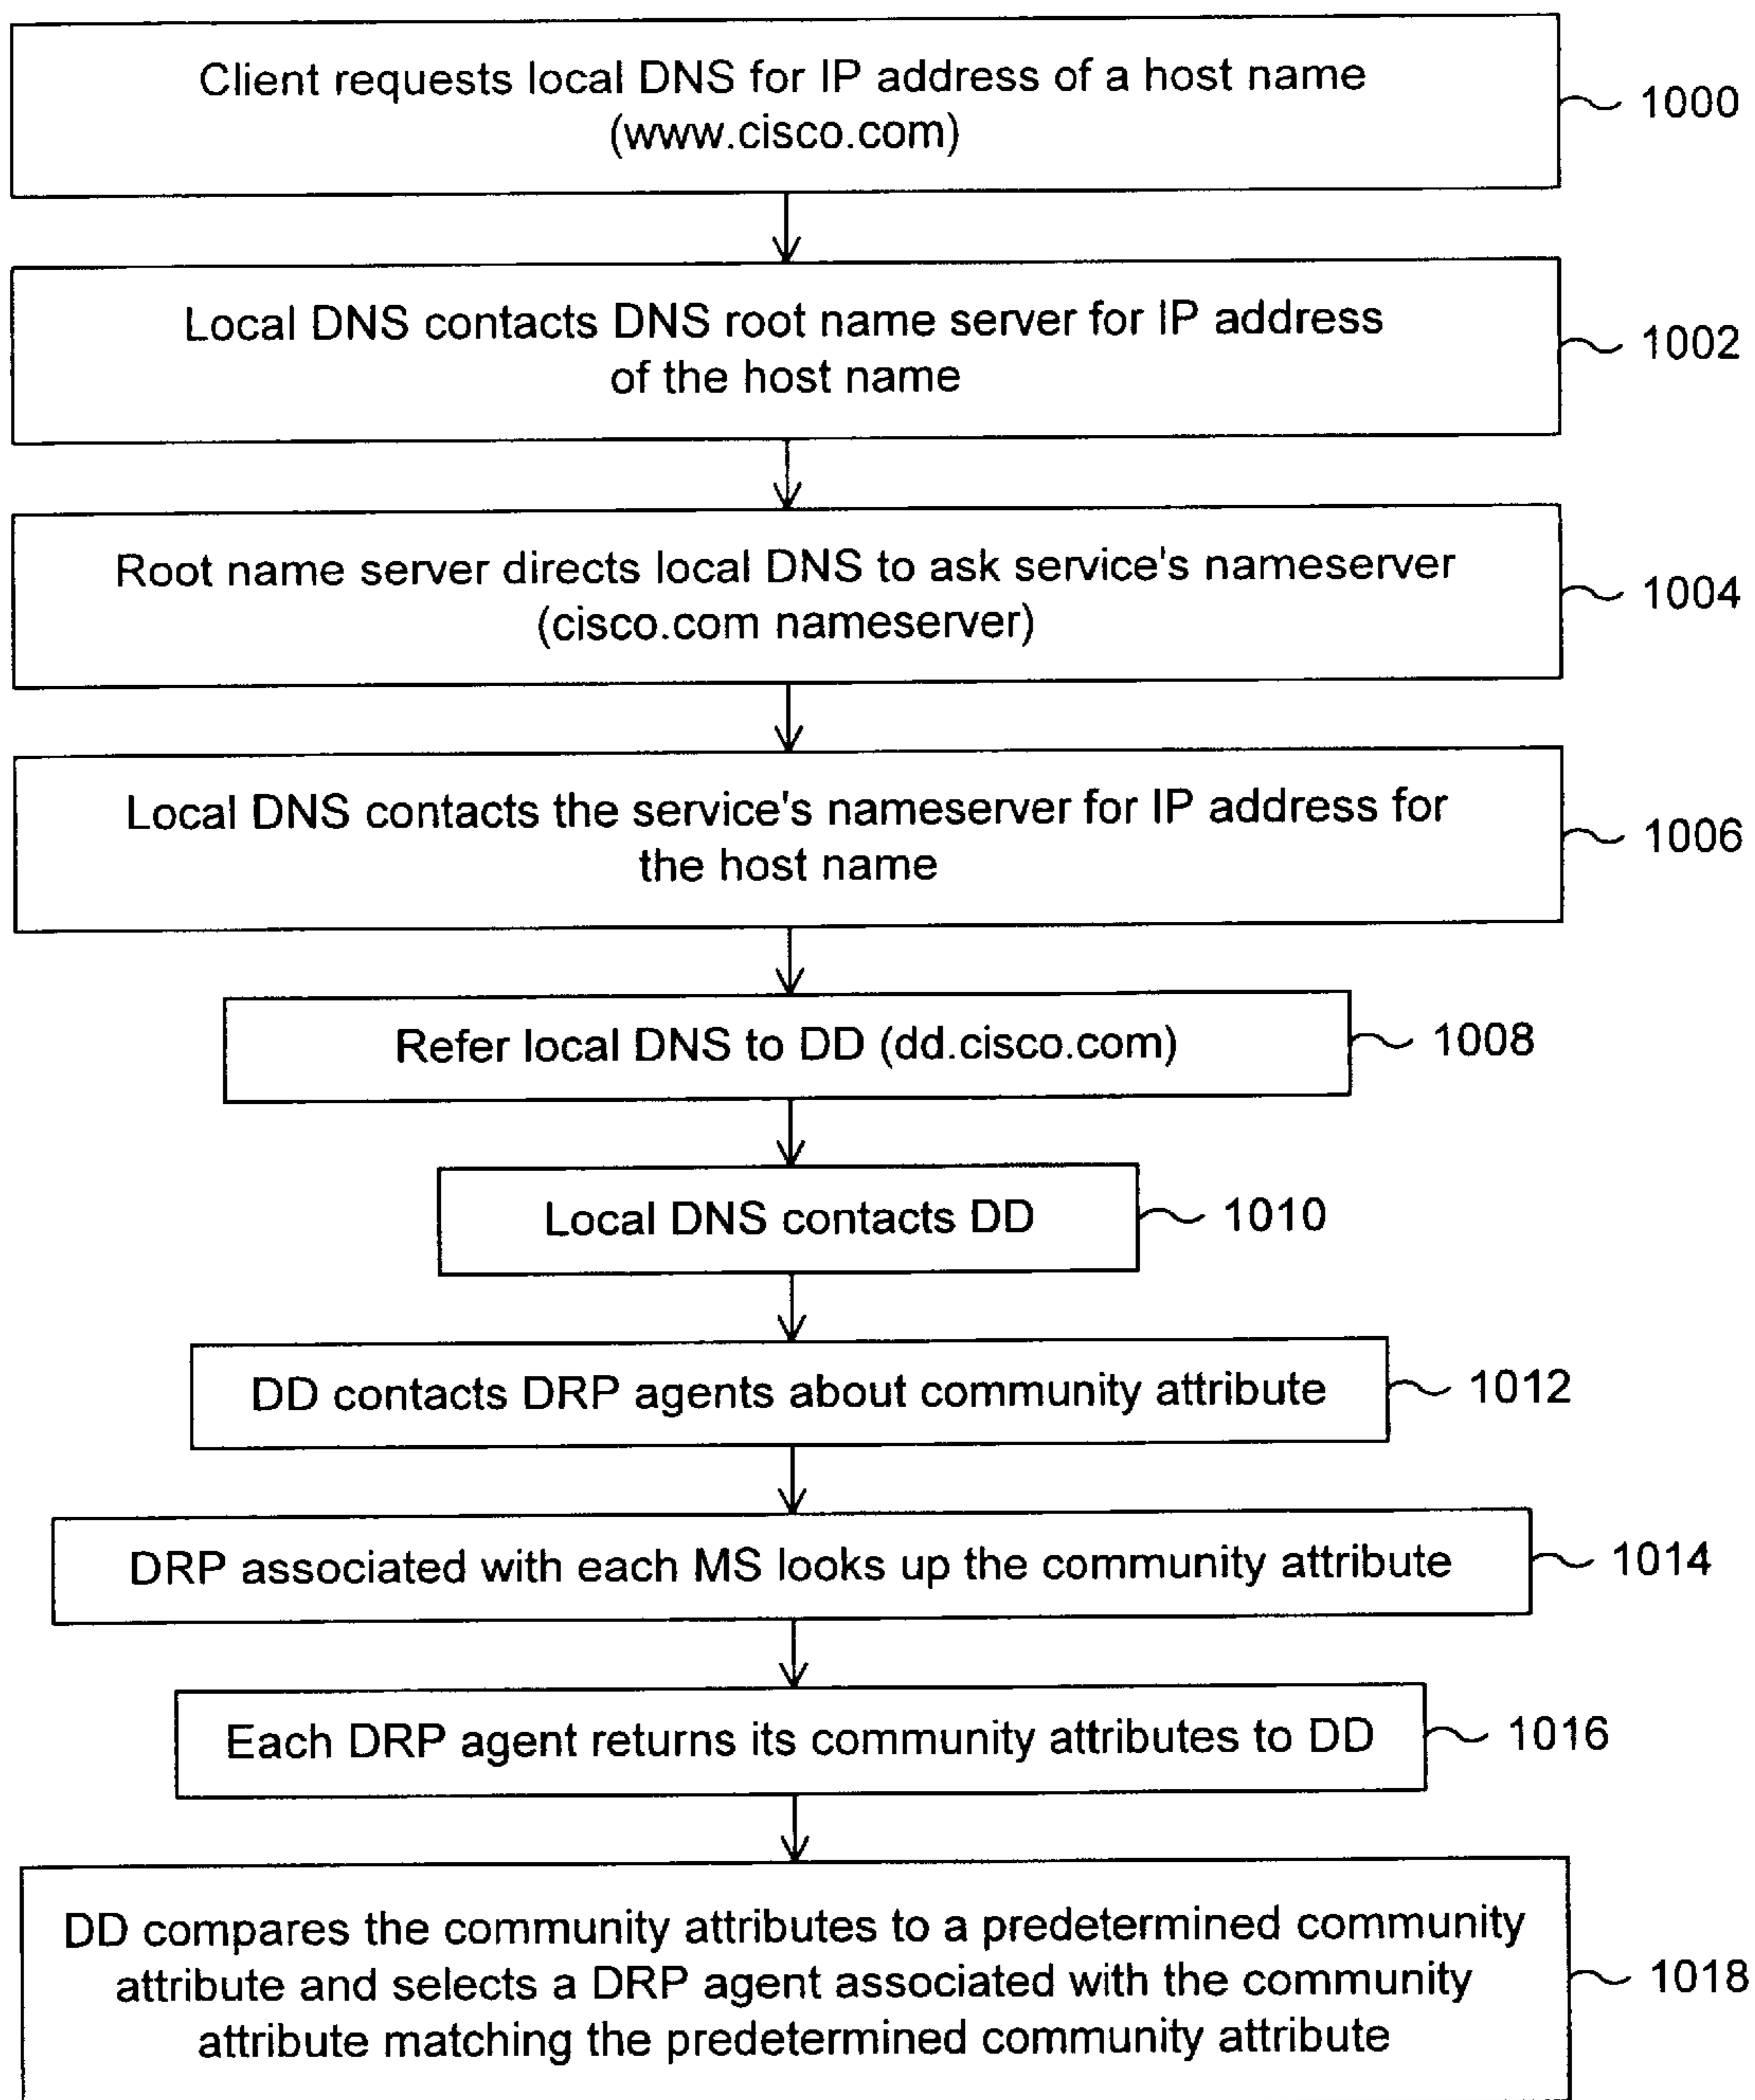 Client requests local DNS for IP address of a host name
(www.cisco.com)
1000
Local DNS contacts DNS root name server for IP address
of the host name
1002
Root name server directs local DNS to ask service's nameserver
(cisco.com nameserver)
1004
Local DNS contacts the service's nameserver for IP address for
the host name
1006
Refer local DNS to DD (dd.cisco.com)
1008
Local DNS contacts DD
1010
DD contacts DRP agents about community attribute
1012
DRP associated with each MS looks up the community attribute
1014
Each DRP agent returns its community attributes to DD
1016
DD compares the community attributes to a predetermined community
attribute and selects a DRP agent associated with the community
attribute matching the predetermined community attribute
1018